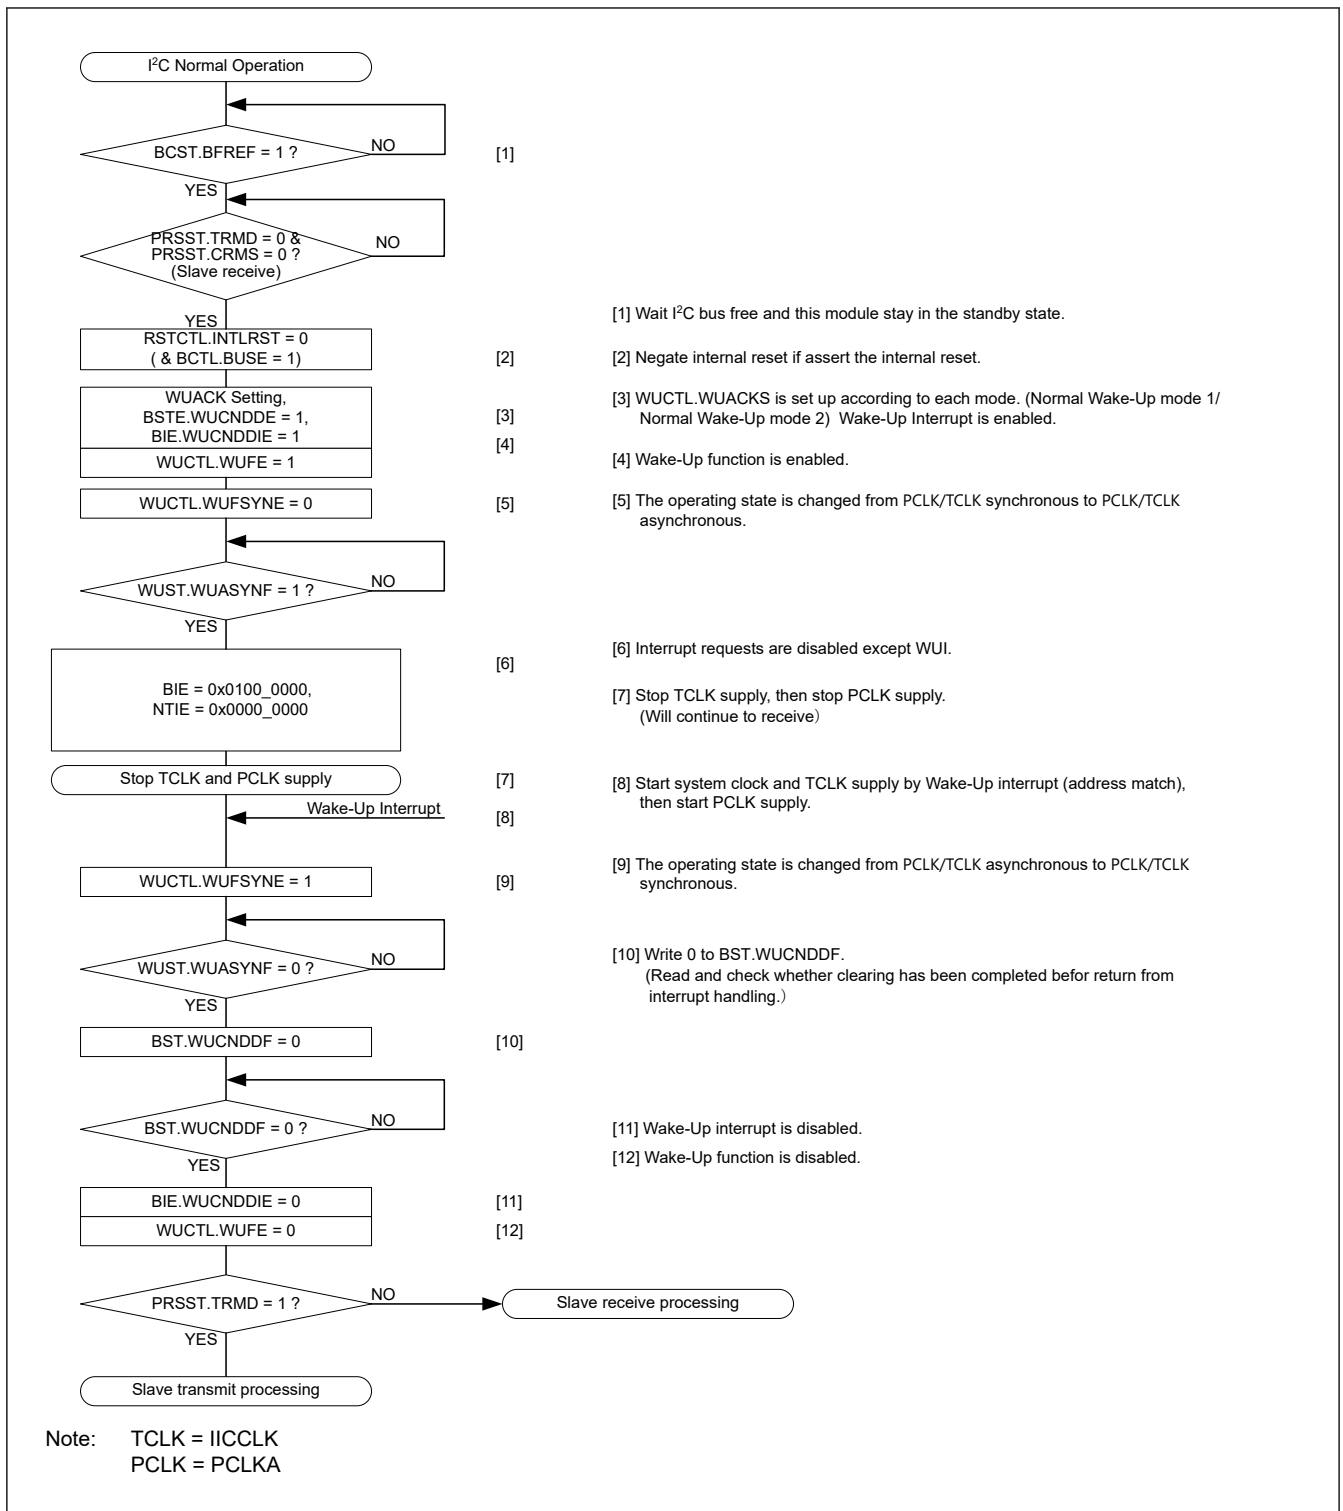 I²C Normal Operation
BCST.BFREF = 1 ?
NO
[1]
YES
PRSST.TRMD = 0 &
PRSST.CRMS = 0 ?
(Slave receive)
NO
YES
RSTCTL.INTLRST = 0
( & BCTL.BUSE = 1)
[2]
WUACK Setting,
BSTE.WUCNDDE = 1,
BIE.WUCNDDIE = 1
[3]
[4]
WUCTL.WUFE = 1
WUCTL.WUFSYNE = 0
[5]
WUST.WUASYNF = 1 ?
NO
YES
[6]
BIE = 0x0100_0000,
NTIE = 0x0000_0000
Stop TCLK and PCLK supply
[7]
Wake-Up Interrupt
[8]
WUCTL.WUFSYNE = 1
[9]
WUST.WUASYNF = 0 ?
NO
YES
BST.WUCNDDF = 0
[10]
BST.WUCNDDF = 0 ?
NO
YES
BIE.WUCNDDIE = 0
[11]
WUCTL.WUFE = 0
[12]
PRSST.TRMD = 1 ?
NO
Slave receive processing
YES
Slave transmit processing
[1] Wait I²C bus free and this module stay in the standby state.
[2] Negate internal reset if assert the internal reset.
[3] WUCTL.WUACKS is set up according to each mode. (Normal Wake-Up mode 1/
Normal Wake-Up mode 2) Wake-Up Interrupt is enabled.
[4] Wake-Up function is enabled.
[5] The operating state is changed from PCLK/TCLK synchronous to PCLK/TCLK
asynchronous.
[6] Interrupt requests are disabled except WUI.
[7] Stop TCLK supply, then stop PCLK supply.
(Will continue to receive）
[8] Start system clock and TCLK supply by Wake-Up interrupt (address match),
then start PCLK supply.
[9] The operating state is changed from PCLK/TCLK asynchronous to PCLK/TCLK
synchronous.
[10] Write 0 to BST.WUCNDDF.
(Read and check whether clearing has been completed befor return from
interrupt handling.）
[11] Wake-Up interrupt is disabled.
[12] Wake-Up function is disabled.
Note: TCLK = IICCLK
PCLK = PCLKA